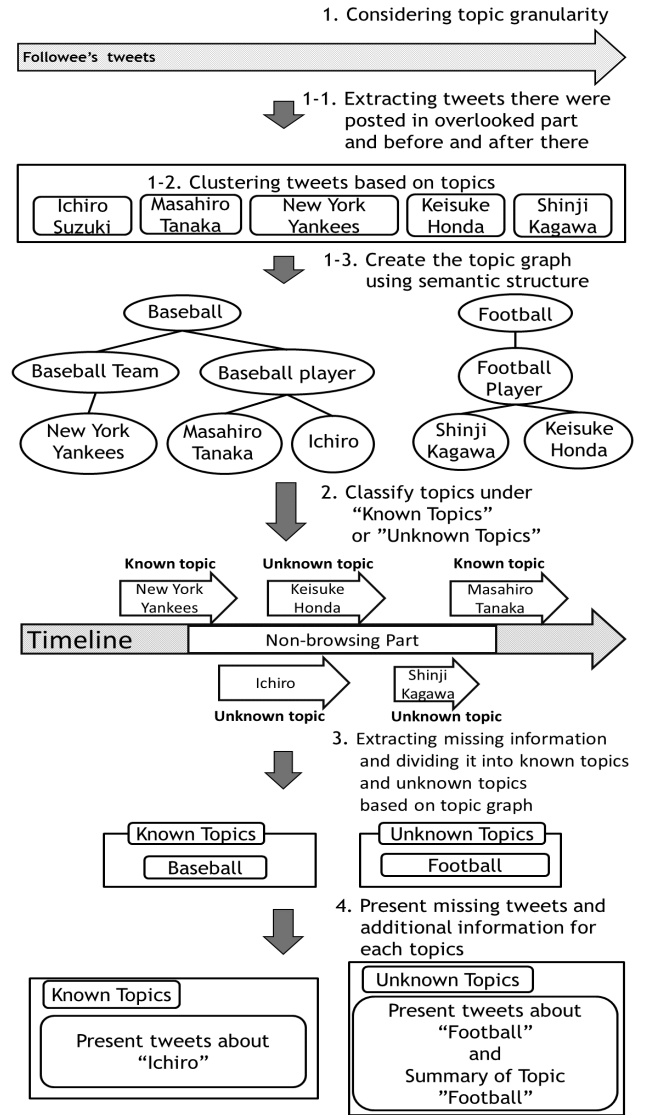 1. Considering topic granularity
Followee's tweets
1-1. Extracting tweets there were
posted in overlooked part
and before and after there
1-2. Clustering tweets based on topics
Ichiro
Suzuki
Masahiro
Tanaka
New York
Yankees
Keisuke
Honda
Shinji
Kagawa
1-3. Create the topic graph
using semantic structure
Baseball
Football
Baseball Team
Baseball player
Football
Player
New York
Yankees
Masahiro
Tanaka
Ichiro
Shinji
Kagawa
Keisuke
Honda
2. Classify topics under
“Known Topics”
or ”Unknown Topics”
Known topic
Unknown topic
Known topic
New York
Yankees
Keisuke
Honda
Masahiro
Tanaka
Timeline
Non-browsing Part
Ichiro
Shinji
Kagawa
Unknown topic
Unknown topic
3. Extracting missing information
and dividing it into known topics
and unknown topics
based on topic graph
Known Topics
Baseball
Unknown Topics
Football
4. Present missing tweets and
additional information for
each topics
Known Topics
Present tweets about
“Ichiro”
Unknown Topics
Present tweets about
“Football”
and
Summary of Topic
”Football”